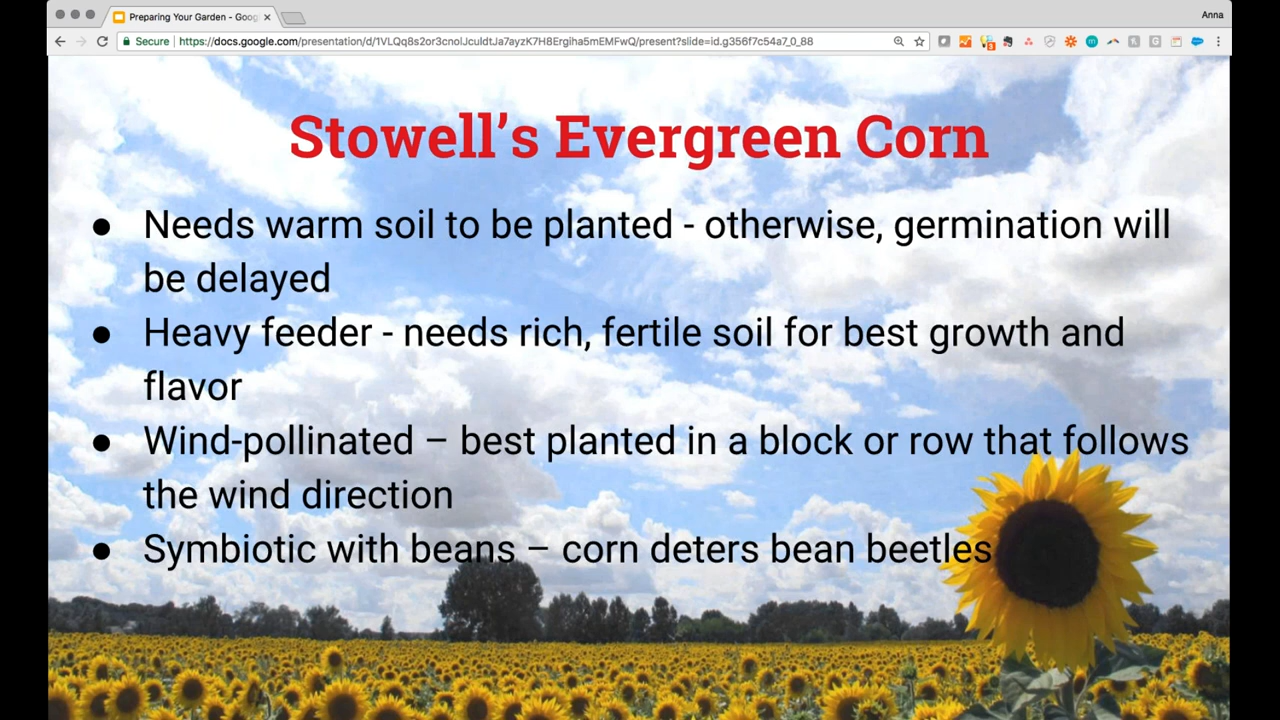 Preparing Your Garden - Goog
Anna
Secure
https://docs.google.com/presentation/d/1VLQq8s2or3cnolJculdtJa7ayzK7H8Ergiha5mEMFwQ/present?slide=id.g356f7c54a7_0_88
Stowell’s Evergreen Corn
● Needs warm soil to be planted - otherwise, germination will
be delayed
● Heavy feeder - needs rich, fertile soil for best growth and
flavor
● Wind-pollinated – best planted in a block or row that follows
the wind direction
● Symbiotic with beans – corn deters bean beetles